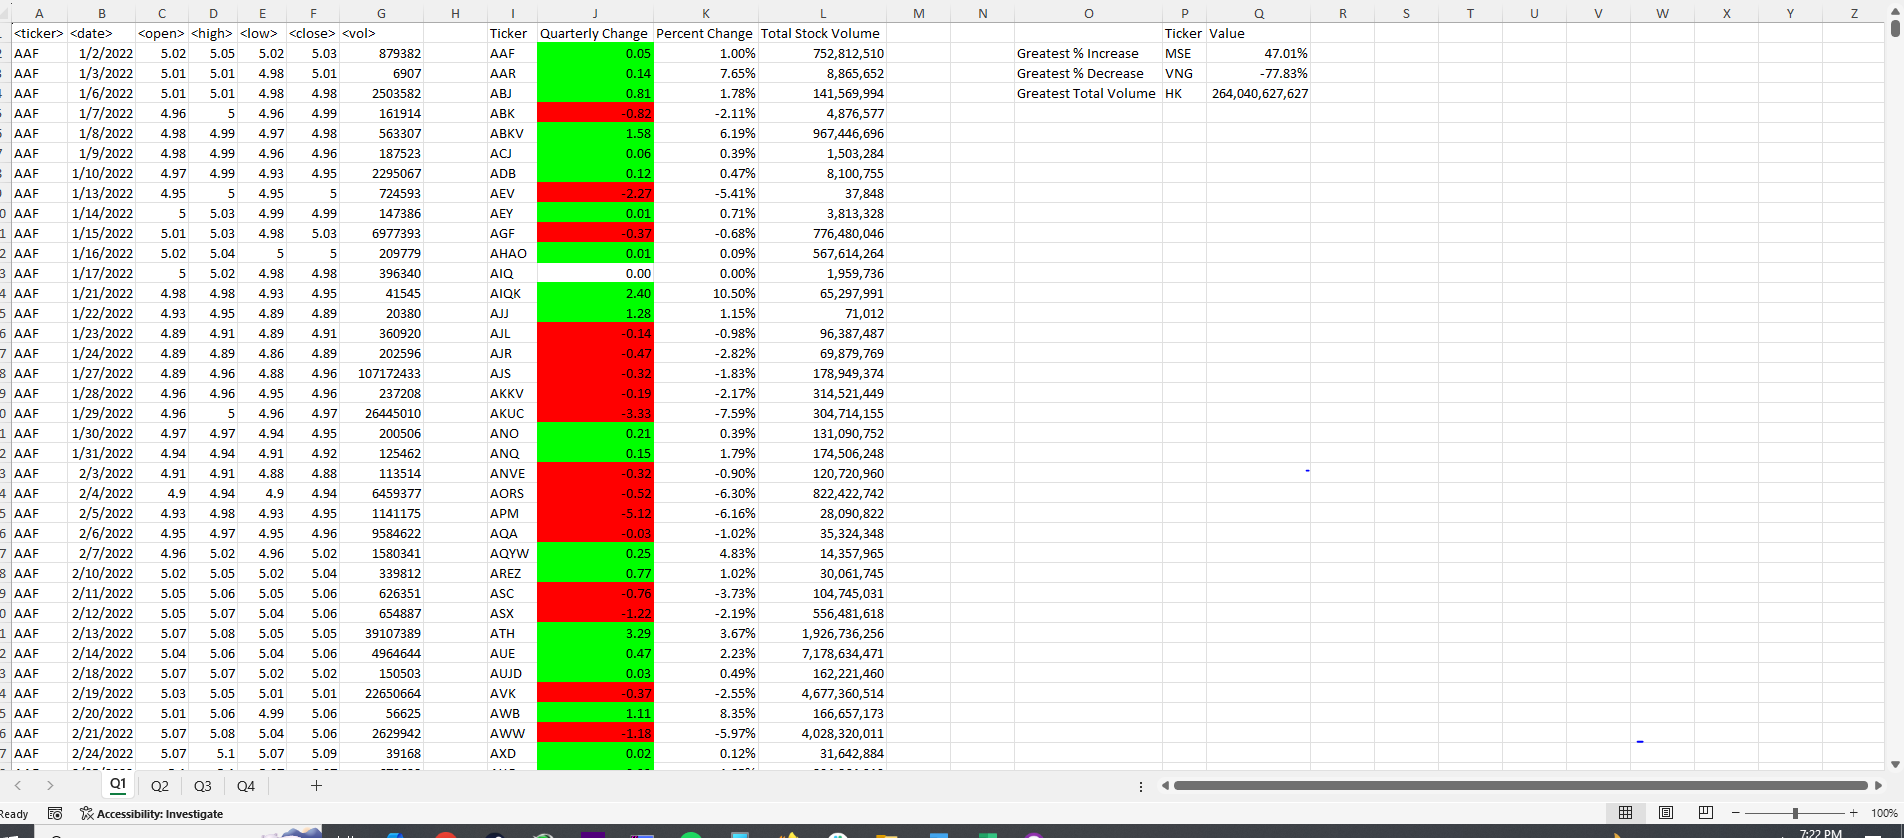 A B C D E F G H I J K L M N O P Q R S T U V W X Y Z
<ticker> <date> <open> <high> <low> <close> <vol> Ticker Quarterly Change Percent Change Total Stock Volume Ticker Value
AAF 1/2/2022 5.02 5.05 5.02 5.03 879382 AAF 0.05 1.00% 752,812,510 Greatest % Increase MSE 47.01%
AAF 1/3/2022 5.01 5.01 4.98 5.01 6907 AAR 0.14 7.65% 8,865,652 Greatest % Decrease VNG -77.83%
AAF 1/6/2022 5.01 5.01 4.98 4.98 2503582 ABJ 0.81 1.78% 141,569,994 Greatest Total Volume HK 264,040,627,627
AAF 1/7/2022 4.96 5 4.96 4.99 161914 ABK -0.82 -2.11% 4,876,577
AAF 1/8/2022 4.98 4.99 4.97 4.98 563307 ABKV 1.58 6.19% 967,446,696
AAF 1/9/2022 4.98 4.99 4.96 4.96 187523 ACJ 0.06 0.39% 1,503,284
AAF 1/10/2022 4.97 4.99 4.93 4.95 2295067 ADB 0.12 0.47% 8,100,755
AAF 1/13/2022 4.95 5 4.95 5 724593 AEV -2.27 -5.41% 37,848
AAF 1/14/2022 5 5.03 4.99 4.99 147386 AEY 0.01 0.71% 3,813,328
AAF 1/15/2022 5.01 5.03 4.98 5.03 6977393 AGF -0.37 -0.68% 776,480,046
AAF 1/16/2022 5.02 5.04 5 5 209779 AHAO 0.01 0.09% 567,614,264
AAF 1/17/2022 5 5.02 4.98 4.98 396340 AIQ 0.00 0.00% 1,959,736
AAF 1/21/2022 4.98 4.98 4.93 4.95 41545 AIQK 2.40 10.50% 65,297,991
AAF 1/22/2022 4.93 4.95 4.89 4.89 20380 AJJ 1.28 1.15% 71,012
AAF 1/23/2022 4.89 4.91 4.89 4.91 360920 AJL -0.14 -0.98% 96,387,487
AAF 1/24/2022 4.89 4.89 4.86 4.89 202596 AJR -0.47 -2.82% 69,879,769
AAF 1/27/2022 4.89 4.96 4.88 4.96 107172433 AJS -0.32 -1.83% 178,949,374
AAF 1/28/2022 4.96 4.96 4.95 4.96 237208 AKKV -0.19 -2.17% 314,521,449
AAF 1/29/2022 4.96 5 4.96 4.97 26445010 AKUC -3.33 -7.59% 304,714,155
AAF 1/30/2022 4.97 4.97 4.94 4.95 200506 ANO 0.21 0.39% 131,090,752
AAF 1/31/2022 4.94 4.94 4.91 4.92 125462 ANQ 0.15 1.79% 174,506,248
AAF 2/3/2022 4.91 4.91 4.88 4.88 113514 ANVE -0.32 -0.90% 120,720,960
AAF 2/4/2022 4.9 4.94 4.9 4.94 6459377 AORS -0.52 -6.30% 822,422,742
AAF 2/5/2022 4.93 4.98 4.93 4.95 1141175 APM -5.12 -6.16% 28,090,822
AAF 2/6/2022 4.95 4.97 4.95 4.96 9584622 AQA -0.03 -1.02% 35,324,348
AAF 2/7/2022 4.96 5.02 4.96 5.02 1580341 AQYW 0.25 4.83% 14,357,965
AAF 2/10/2022 5.02 5.05 5.02 5.04 339812 AREZ 0.77 1.02% 30,061,745
AAF 2/11/2022 5.05 5.06 5.05 5.06 626351 ASC -0.76 -3.73% 104,745,031
AAF 2/12/2022 5.05 5.07 5.04 5.06 654887 ASX -1.22 -2.19% 556,481,618
AAF 2/13/2022 5.07 5.08 5.05 5.05 39107389 ATH 3.29 3.67% 1,926,736,256
AAF 2/14/2022 5.04 5.06 5.04 5.06 4964644 AUE 0.47 2.23% 7,178,634,471
AAF 2/18/2022 5.07 5.07 5.02 5.02 150503 AUJD 0.03 0.49% 162,221,460
AAF 2/19/2022 5.03 5.05 5.01 5.01 22650664 AVK -0.37 -2.55% 4,677,360,514
AAF 2/20/2022 5.01 5.06 4.99 5.06 56625 AWB 1.11 8.35% 166,657,173
AAF 2/21/2022 5.07 5.08 5.04 5.06 2629942 AWW -1.18 -5.97% 4,028,320,011
AAF 2/24/2022 5.07 5.1 5.07 5.09 39168 AXD 0.02 0.12% 31,642,884
Q1 Q2 Q3 Q4
Ready Accessibility: Investigate 100%
7:22 PM